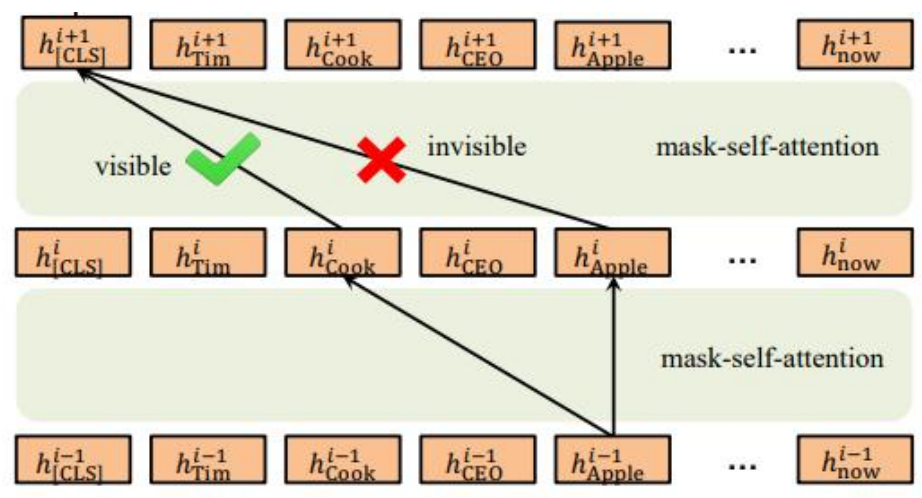 h^{i+1}_{[CLS]} h^{i+1}_{Tim} h^{i+1}_{Cook} h^{i+1}_{CEO} h^{i+1}_{Apple} ... h^{i+1}_{now}
visible invisible mask-self-attention
h^{i}_{[CLS]} h^{i}_{Tim} h^{i}_{Cook} h^{i}_{CEO} h^{i}_{Apple} ... h^{i}_{now}
mask-self-attention
h^{i-1}_{[CLS]} h^{i-1}_{Tim} h^{i-1}_{Cook} h^{i-1}_{CEO} h^{i-1}_{Apple} ... h^{i-1}_{now}